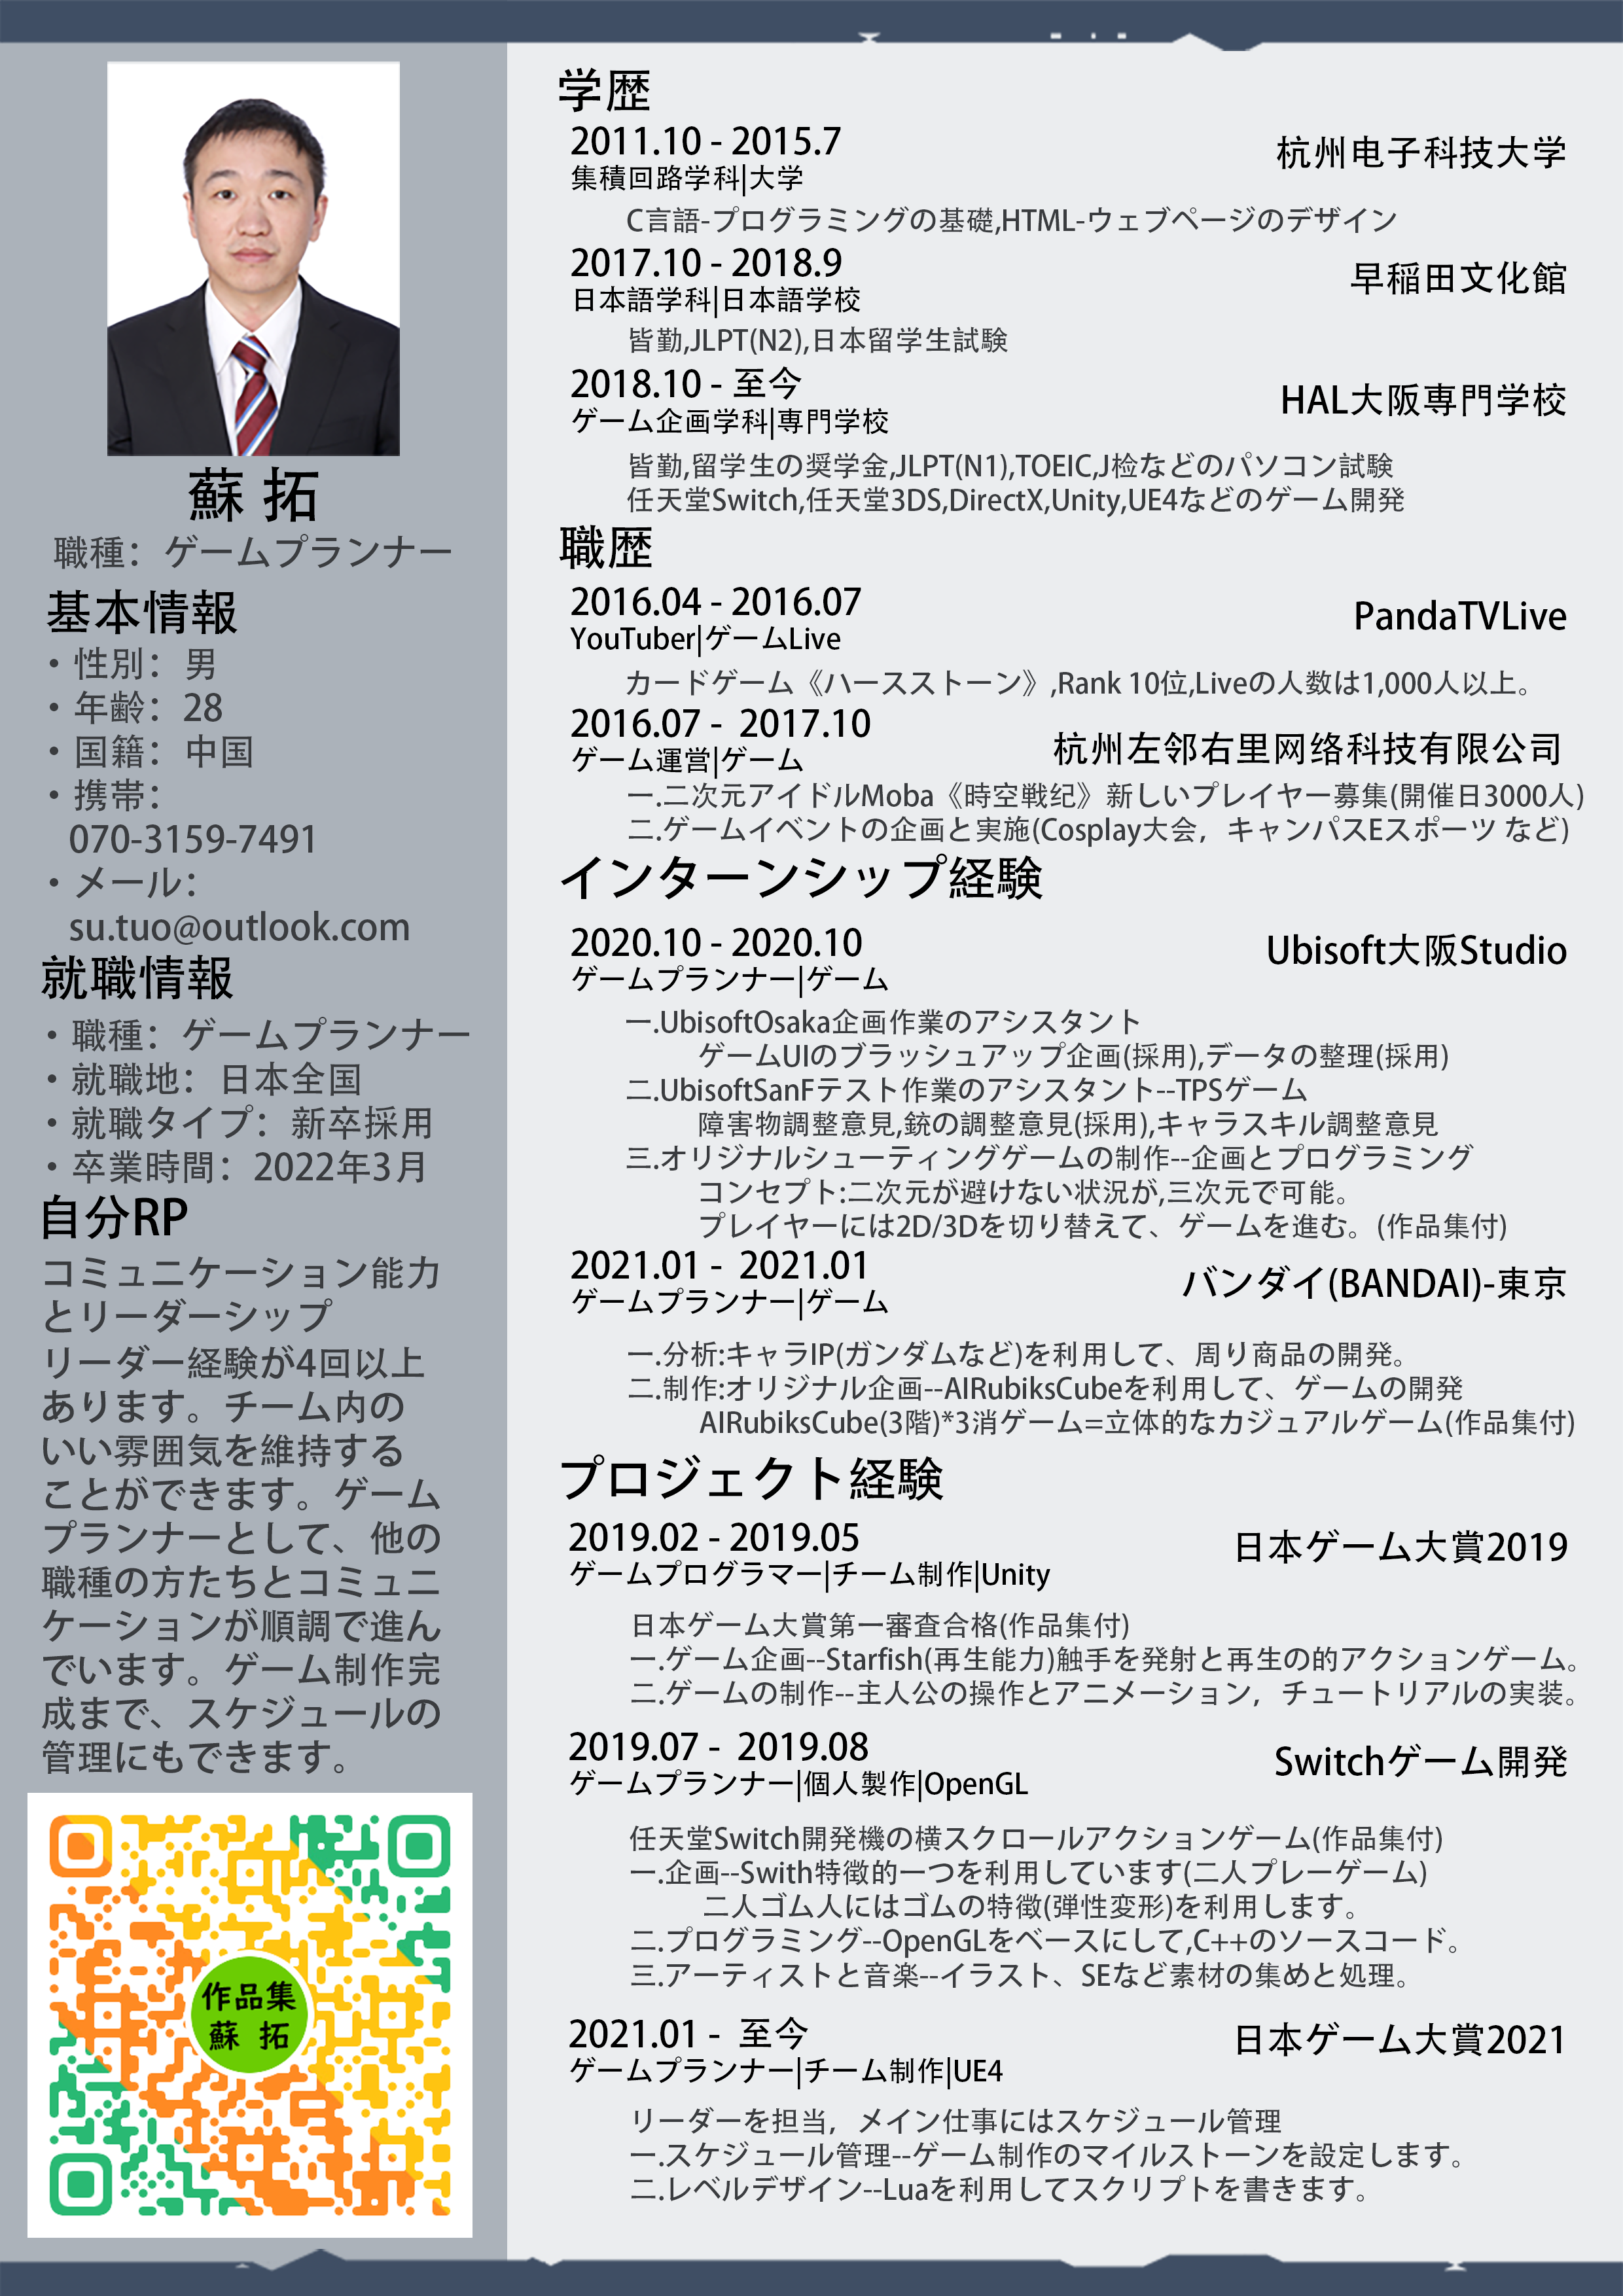 蘇 拓
職種：ゲームプランナー
基本情報
・性別：男
・年齢：28
・国籍：中国
・携帯：
070-3159-7491
・メール：
su.tuo@outlook.com
就職情報
・職種：ゲームプランナー
・就職地：日本全国
・就職タイプ：新卒採用
・卒業時間：2022年3月
自分RP
コミュニケーション能力
とリーダーシップ
リーダー経験が4回以上
あります。チーム内の
いい雰囲気を維持する
ことができます。ゲーム
プランナーとして、他の
職種の方たちとコミュニ
ケーションが順調で進ん
でいます。ゲーム制作完
成まで、スケジュールの
管理にもできます。
作品集
蘇 拓
学歴
2011.10 - 2015.7
杭州电子科技大学
集積回路学科|大学
C言語-プログラミングの基礎,HTML-ウェブページのデザイン
2017.10 - 2018.9
早稲田文化館
日本語学科|日本語学校
皆勤,JLPT(N2),日本留学生試験
2018.10 - 至今
HAL大阪専門学校
ゲーム企画学科|専門学校
皆勤,留学生の奨学金,JLPT(N1),TOEIC,J检などのパソコン試験
任天堂Switch,任天堂3DS,DirectX,Unity,UE4などのゲーム開発
職歴
2016.04 - 2016.07
PandaTVLive
YouTuber|ゲームLive
カードゲーム《ハースストーン》,Rank 10位,Liveの人数は1,000人以上。
2016.07 - 2017.10
杭州左邻右里网络科技有限公司
ゲーム運営|ゲーム
一.二次元アイドルMoba《時空戦纪》新しいプレイヤー募集(開催日3000人)
二.ゲームイベントの企画と実施(Cosplay大会，キャンパスEスポーツ など)
インターンシップ経験
2020.10 - 2020.10
Ubisoft大阪Studio
ゲームプランナー|ゲーム
一.UbisoftOsaka企画作業のアシスタント
ゲームUIのブラッシュアップ企画(採用),データの整理(採用)
二.UbisoftSanFテスト作業のアシスタント--TPSゲーム
障害物調整意見,銃の調整意見(採用),キャラスキル調整意見
三.オリジナルシューティングゲームの制作--企画とプログラミング
コンセプト:二次元が避けない状況が,三次元で可能。
プレイヤーには2D/3Dを切り替えて、ゲームを進む。(作品集付)
2021.01 - 2021.01
バンダイ(BANDAI)-東京
ゲームプランナー|ゲーム
一.分析:キャラIP(ガンダムなど)を利用して、周り商品の開発。
二.制作:オリジナル企画--AIRubiksCubeを利用して、ゲームの開発
AIRubiksCube(3階)*3消ゲーム=立体的なカジュアルゲーム(作品集付)
プロジェクト経験
2019.02 - 2019.05
日本ゲーム大賞2019
ゲームプログラマー|チーム制作|Unity
日本ゲーム大賞第一審査合格(作品集付)
一.ゲーム企画--Starfish(再生能力)触手を発射と再生の的アクションゲーム。
二.ゲームの制作--主人公の操作とアニメーション，チュートリアルの実装。
2019.07 - 2019.08
Switchゲーム開発
ゲームプランナー|個人製作|OpenGL
任天堂Switch開発機の横スクロールアクションゲーム(作品集付)
一.企画--Swith特徴的一つを利用しています(二人プレーゲーム)
二人ゴム人にはゴムの特徴(弾性変形)を利用します。
二.プログラミング--OpenGLをベースにして,C++のソースコード。
三.アーティストと音楽--イラスト、SEなど素材の集めと処理。
2021.01 - 至今
日本ゲーム大賞2021
ゲームプランナー|チーム制作|UE4
リーダーを担当，メイン仕事にはスケジュール管理
一.スケジュール管理--ゲーム制作のマイルストーンを設定します。
二.レベルデザイン--Luaを利用してスクリプトを書きます。